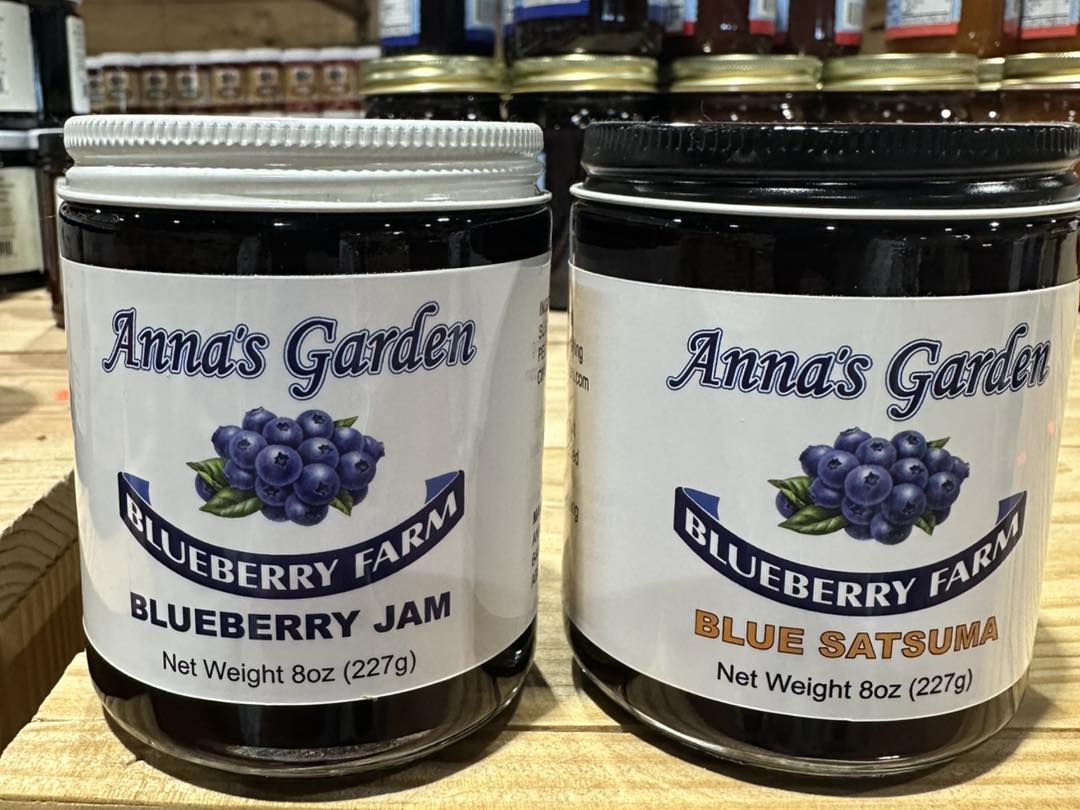 Anna's Garden
BLUEBERRY FARM
BLUEBERRY JAM
Net Weight 8oz (227g)
Anna's Garden
BLUEBERRY FARM
BLUE SATSUMA
Net Weight 8oz (227g)